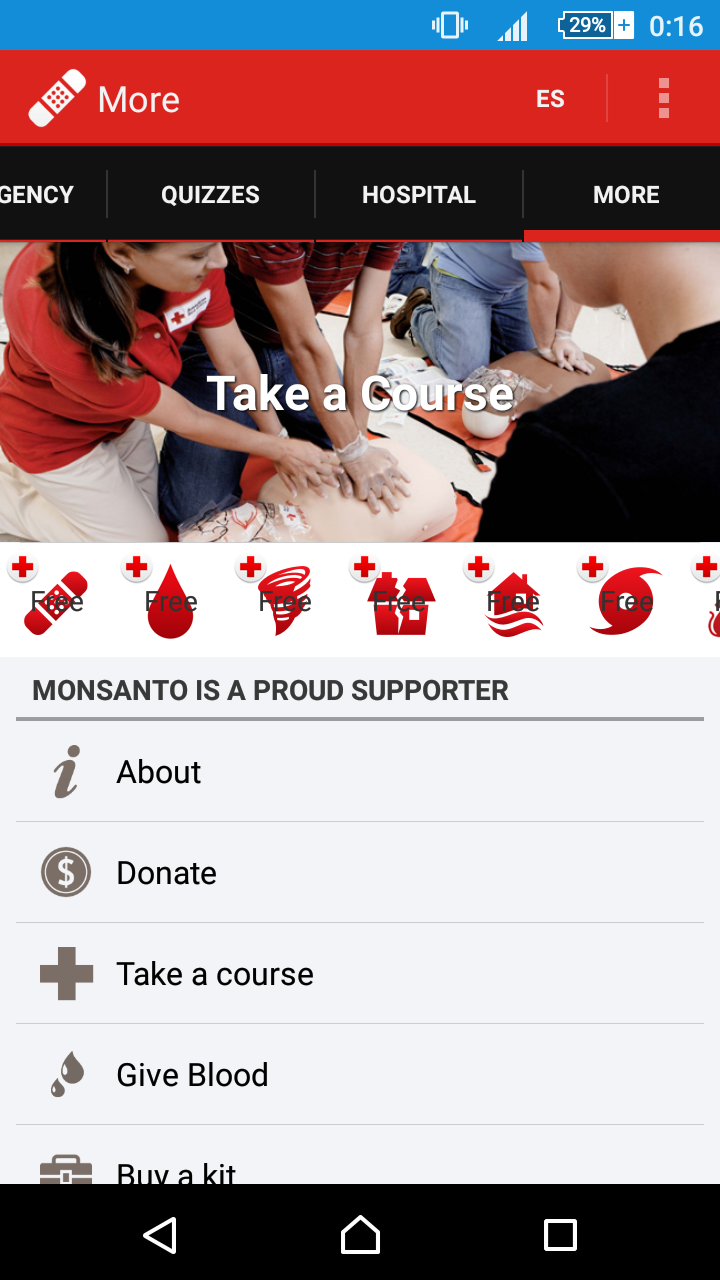 29%
0:16
More
ES
GENCY
QUIZZES
HOSPITAL
MORE
Take a Course
Free
Free
Free
Free
Free
Free
MONSANTO IS A PROUD SUPPORTER
About
Donate
Take a course
Give Blood
Buy a kit